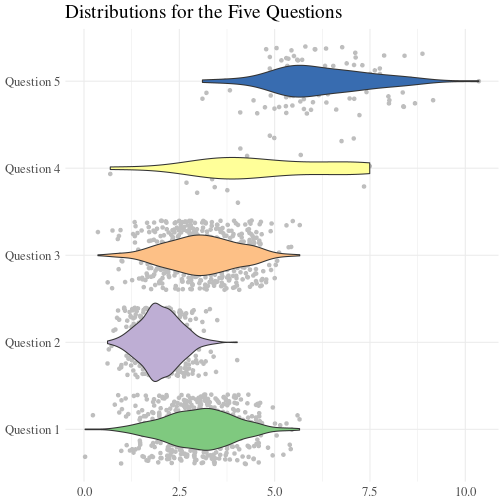 Distributions for the Five Questions
Question 5
Question 4
Question 3
Question 2
Question 1
0.0 2.5 5.0 7.5 10.0